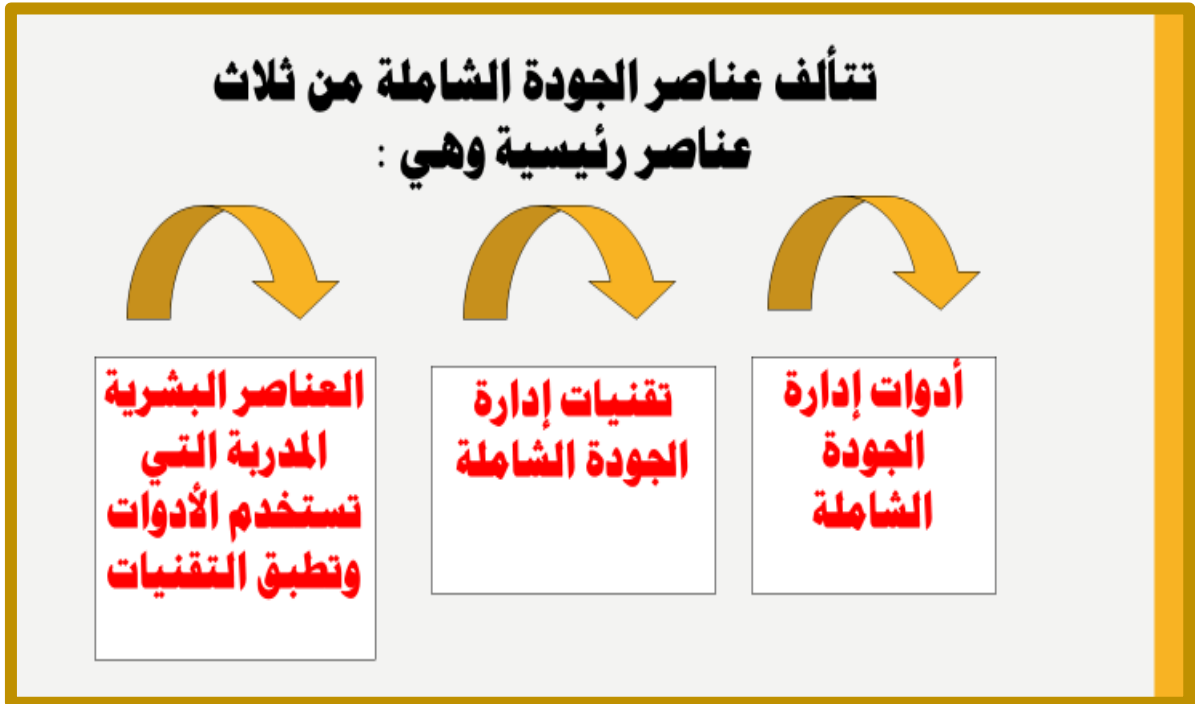 تتألف عناصر الجودة الشاملة من ثلاث
عناصر رئيسية وهي :
أدوات إدارة
الجودة
الشاملة
تقنيات إدارة
الجودة الشاملة
العناصر البشرية
المدربة التي
تستخدم الأدوات
وتطبق التقنيات